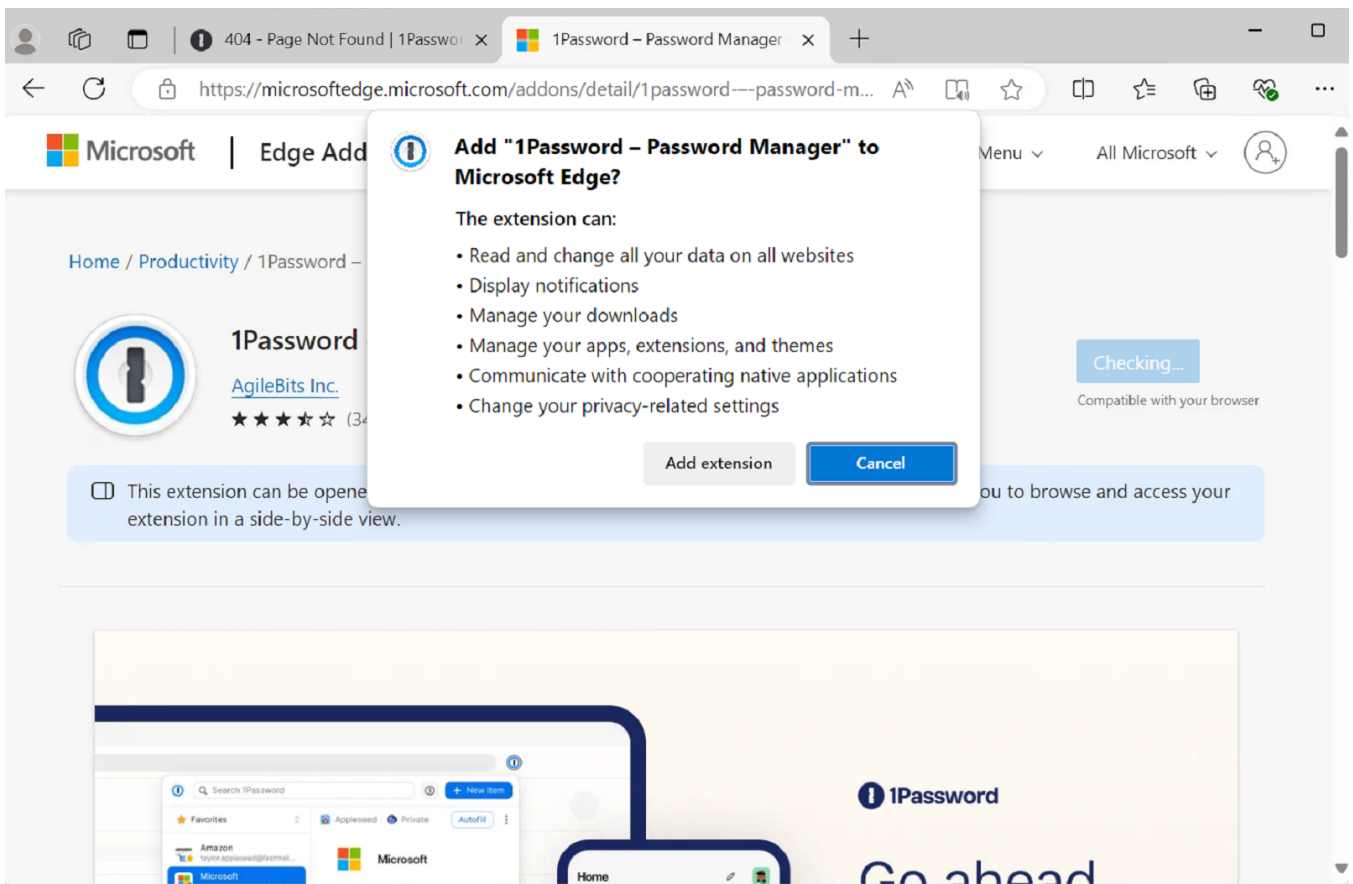 404 - Page Not Found | 1Passwor
1Password – Password Manager -
https://microsoftedge.microsoft.com/addons/detail/1password-–-password-m...
Microsoft
Edge Add
Menu
All Microsoft
Add "1Password – Password Manager" to
Microsoft Edge?
The extension can:
• Read and change all your data on all websites
• Display notifications
• Manage your downloads
• Manage your apps, extensions, and themes
• Communicate with cooperating native applications
• Change your privacy-related settings
Add extension
Cancel
Home / Productivity / 1Password –
1Password
AgileBits Inc.
(34
Checking...
Compatible with your browser
This extension can be opene
ou to browse and access your
extension in a side-by-side view.
Search 1Password
+ New Item
Favorites
Appleseed
Private
Autofill
Amazon
taylor.appleseed@fastmail...
Microsoft
Microsoft
Home
1Password
Go ahead